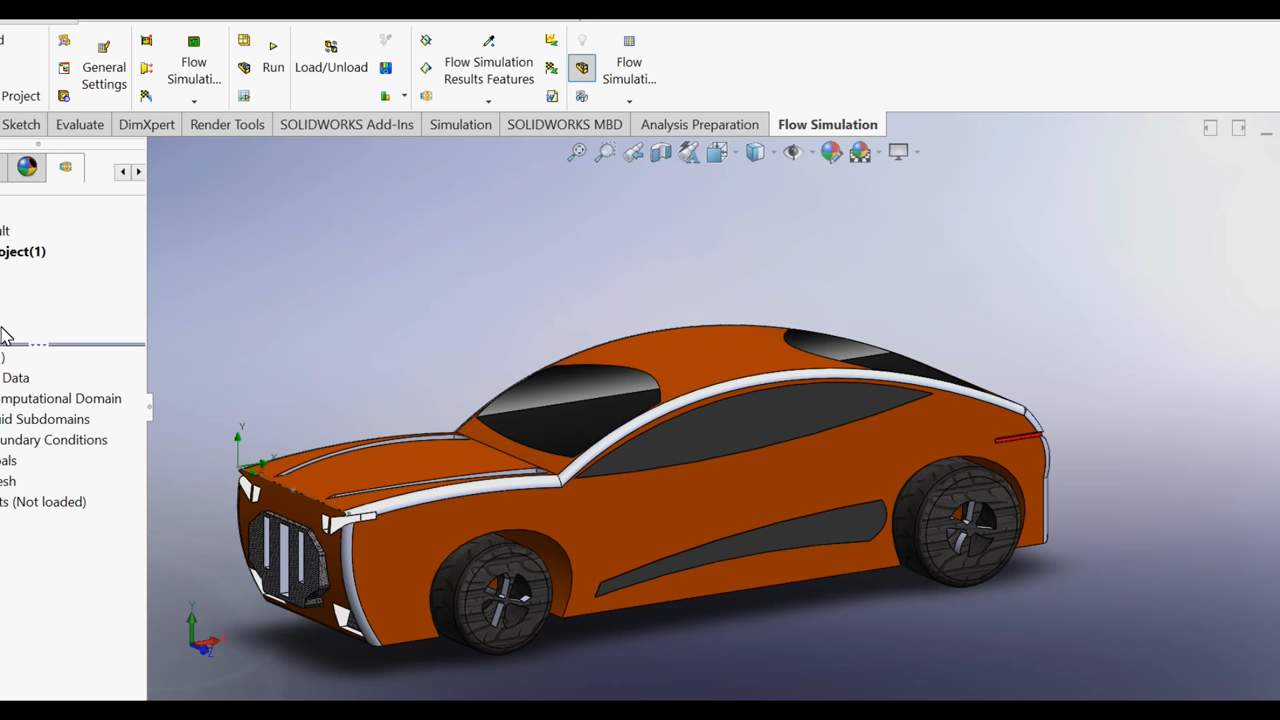 d
Project
General
Settings
Flow
Simulati...
Run
Load/Unload
Flow Simulation
Results Features
Flow
Simulati...
Sketch
Evaluate
DimXpert
Render Tools
SOLIDWORKS Add-Ins
Simulation
SOLIDWORKS MBD
Analysis Preparation
Flow Simulation
ult
oject(1)
)
Data
mputational Domain
uid Subdomains
undary Conditions
oals
esh
ts (Not loaded)
Y
X
Y
X
Z